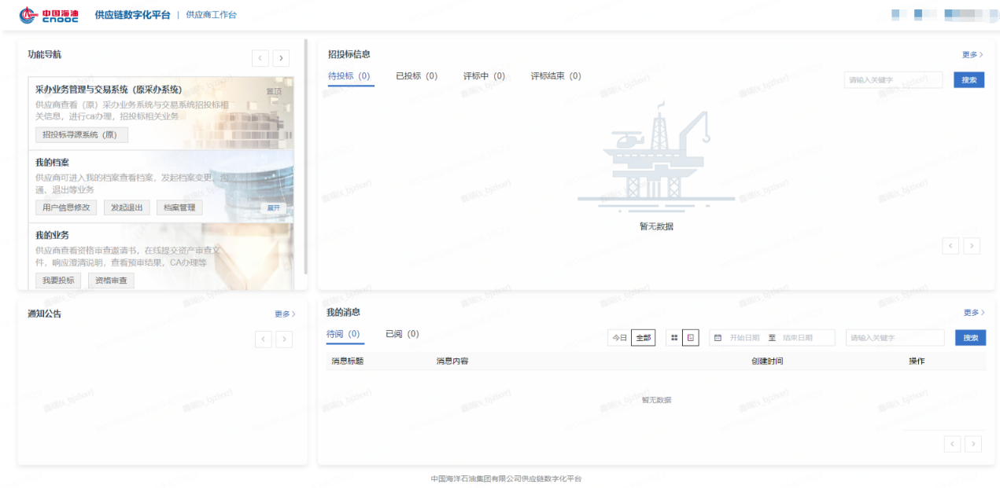 中国海油
CNOOC
供应链数字化平台 | 供应商工作台
功能导航
采办业务管理与交易系统（原采办系统）
置顶
供应商查看（原）采办业务系统与交易系统招投标相
关信息，进行ca办理，招投标相关业务
招投标寻源系统（原）
我的档案
供应商可进入我的档案查看档案，发起档案变更，沟
通、退出等业务
用户信息修改 发起退出 档案管理 展开
我的业务
供应商查看资格审查邀请书，在线提交资产审查文
件，响应澄清说明，查看预审结果，CA办理等
我要投标 资格审查
招投标信息 更多
待投标（0） 已投标（0） 评标中（0） 评标结束（0） 请输入关键字 搜索
暂无数据
通知公告 更多
我的消息 更多
待阅（0） 已阅（0） 今日 全部 开始日期 至 结束日期 请输入关键字 搜索
消息标题 消息内容 创建时间 操作
暂无数据
中国海洋石油集团有限公司供应链数字化平台